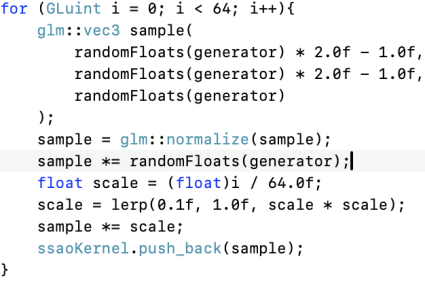 for (GLuint i = 0; i < 64; i++){
    glm::vec3 sample(
        randomFloats(generator) * 2.0f - 1.0f,
        randomFloats(generator) * 2.0f - 1.0f,
        randomFloats(generator)
    );
    sample = glm::normalize(sample);
    sample *= randomFloats(generator);
    float scale = (float)i / 64.0f;
    scale = lerp(0.1f, 1.0f, scale * scale);
    sample *= scale;
    ssaoKernel.push_back(sample);
}